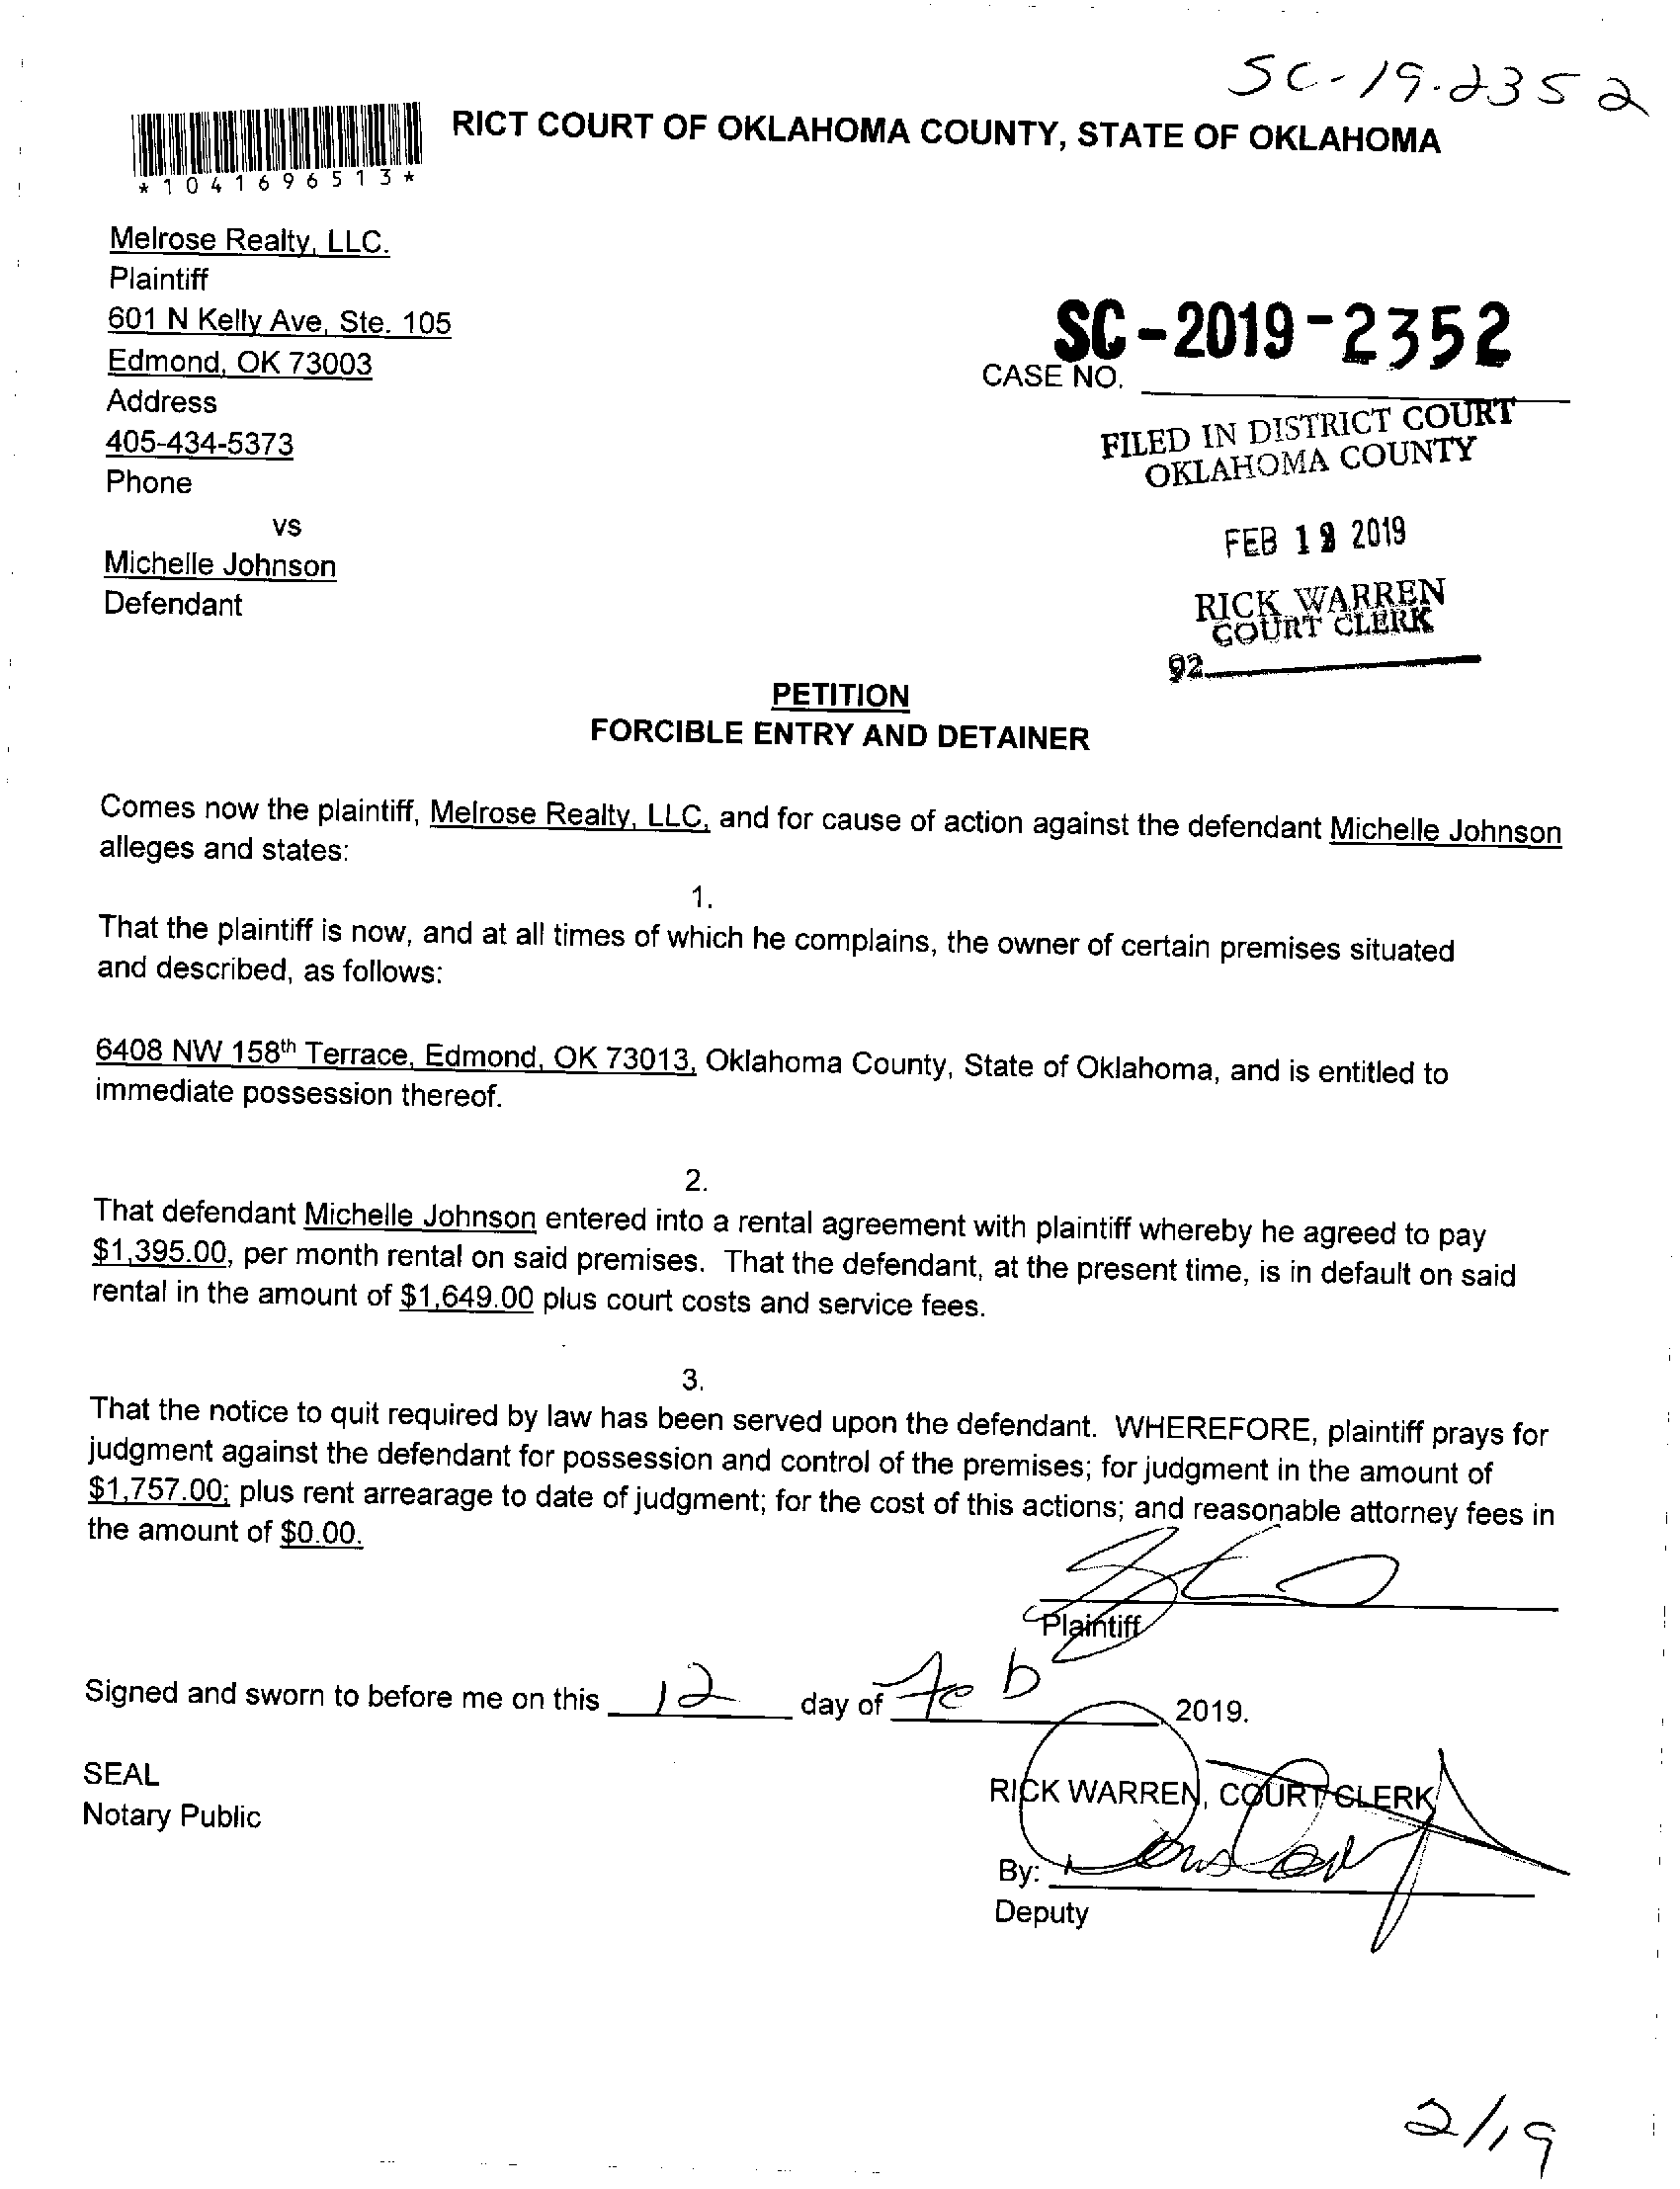 SC-19-2352
RICT COURT OF OKLAHOMA COUNTY, STATE OF OKLAHOMA
*1041696513*
Melrose Realty, LLC.
Plaintiff
601 N Kelly Ave, Ste. 105
Edmond, OK 73003
Address
405-434-5373
Phone
vs
Michelle Johnson
Defendant
SC-2019-2352
CASE NO.
FILED IN DISTRICT COURT
OKLAHOMA COUNTY
FEB 2019
RICK WARREN
COURT CLERK
92
PETITION
FORCIBLE ENTRY AND DETAINER
Comes now the plaintiff, Melrose Realty, LLC, and for cause of action against the defendant Michelle Johnson
alleges and states:
1.
That the plaintiff is now, and at all times of which he complains, the owner of certain premises situated
and described, as follows:
6408 NW 158th Terrace, Edmond, OK 73013, Oklahoma County, State of Oklahoma, and is entitled to
immediate possession thereof.
2.
That defendant Michelle Johnson entered into a rental agreement with plaintiff whereby he agreed to pay
$1,395.00, per month rental on said premises. That the defendant, at the present time, is in default on said
rental in the amount of $1,649.00 plus court costs and service fees.
3.
That the notice to quit required by law has been served upon the defendant. WHEREFORE, plaintiff prays for
judgment against the defendant for possession and control of the premises; for judgment in the amount of
$1,757.00; plus rent arrearage to date of judgment; for the cost of this actions; and reasonable attorney fees in
the amount of $0.00.
Plaintiff
Signed and sworn to before me on this 12 day of Feb, 2019.
SEAL
Notary Public
RICK WARREN, COURT CLERK
By:
Deputy
2/19